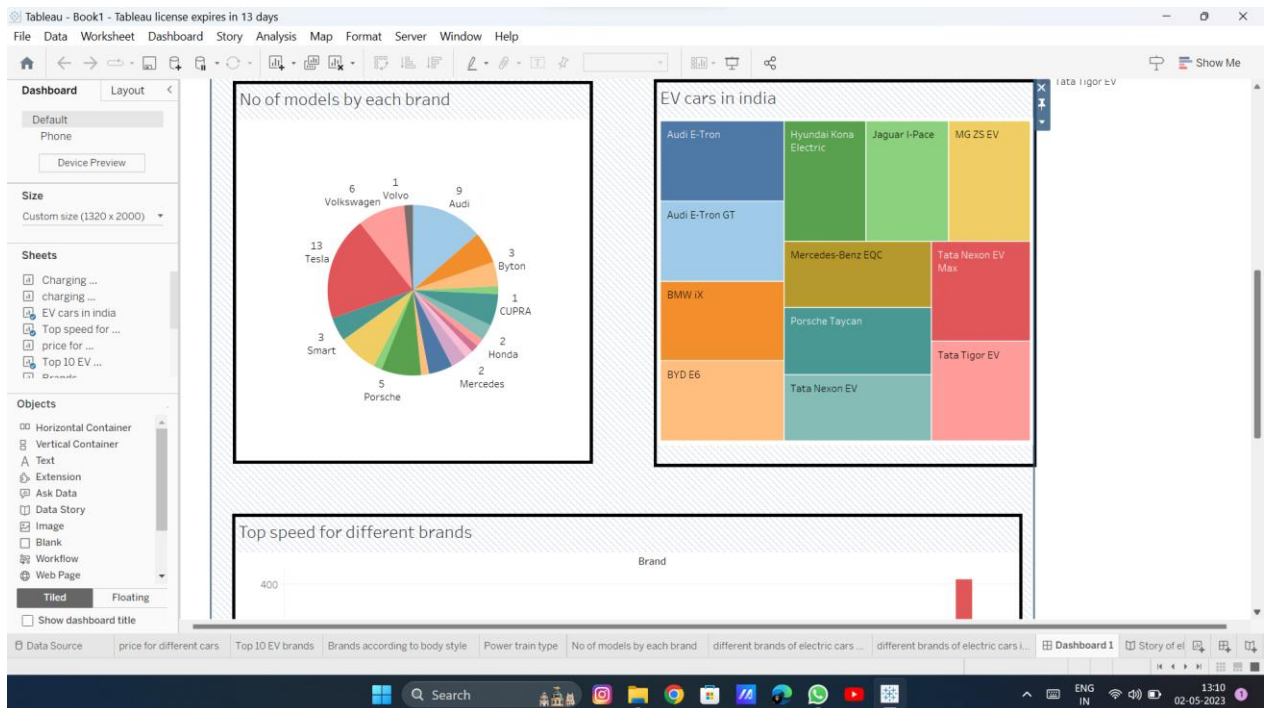 Tableau - Book1 - Tableau license expires in 13 days
File Data Worksheet Dashboard Story Analysis Map Format Server Window Help
Show Me
Dashboard Layout
Default
Phone
Device Preview
Size
Custom size (1320 x 2000)
Sheets
Charging ...
charging ...
EV cars in india
Top speed for ...
price for ...
Top 10 EV ...
Objects
Horizontal Container
Vertical Container
Text
Extension
Ask Data
Data Story
Image
Blank
Workflow
Web Page
Tiled Floating
Show dashboard title
No of models by each brand
1
Volvo
6
Volkswagen
9
Audi
13
Tesla
3
Byton
1
CUPRA
3
Smart
2
Honda
2
Mercedes
5
Porsche
EV cars in india
Audi E-Tron
Hyundai Kona
Electric
Jaguar I-Pace
MG ZS EV
Audi E-Tron GT
Mercedes-Benz EQC
Tata Nexon EV
Max
BMW iX
Porsche Taycan
Tata Tigor EV
BYD E6
Tata Nexon EV
Tata Tigor EV
Top speed for different brands
Brand
400
Data Source price for different cars Top 10 EV brands Brands according to body style Power train type No of models by each brand different brands of electric cars ... different brands of electric cars i... Dashboard 1 Story of el
Search
ENG
IN
13:10
02-05-2023
1